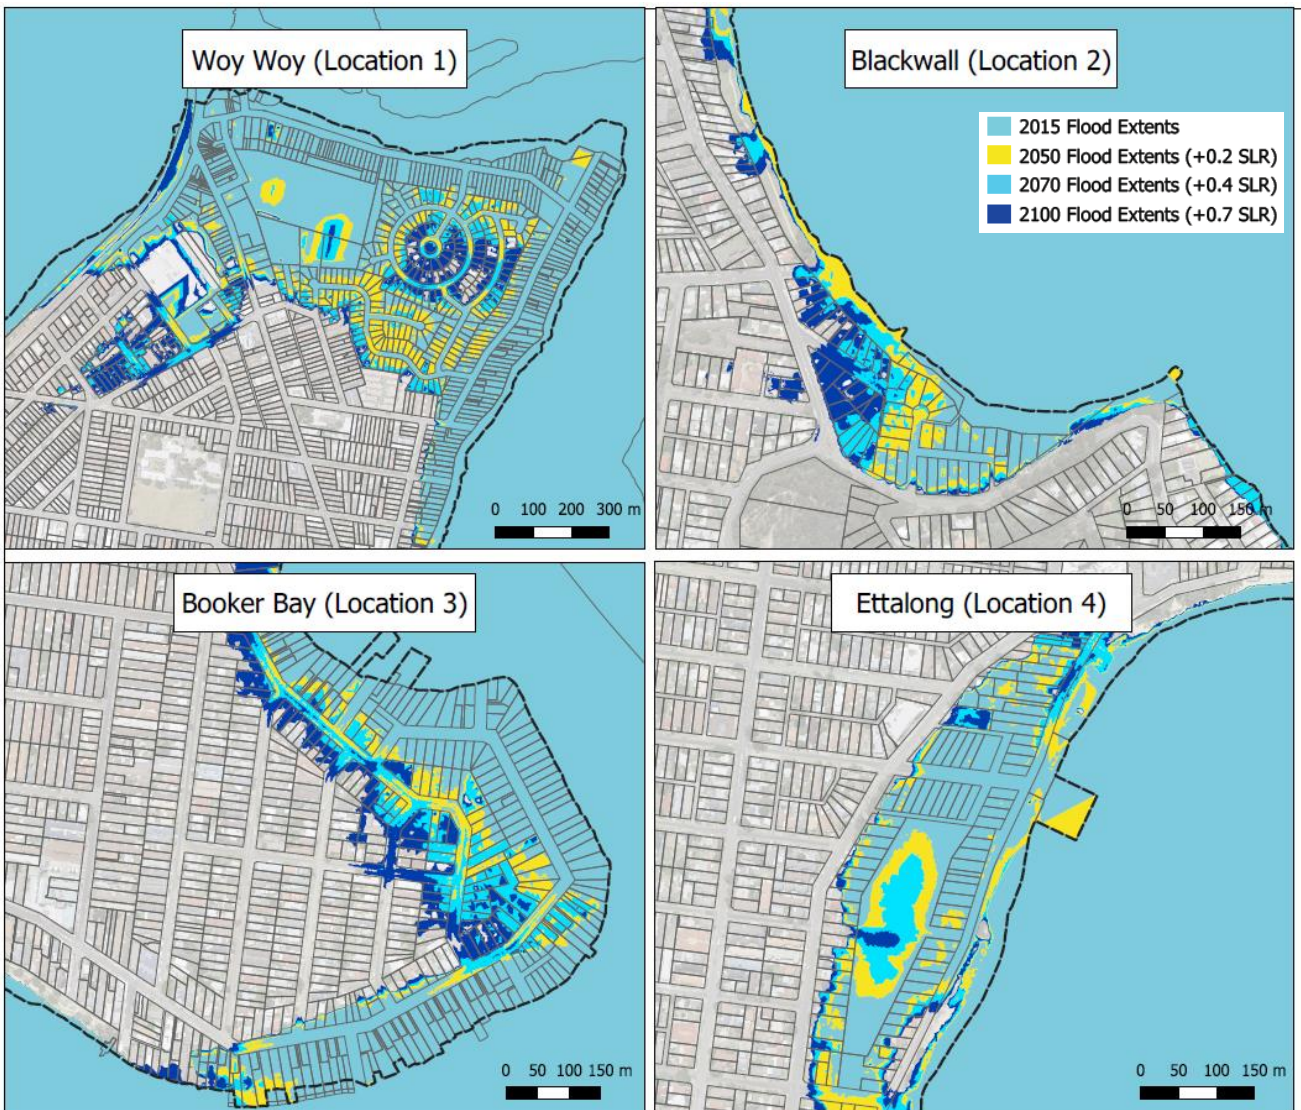 Woy Woy (Location 1)
0 100 200 300 m
Blackwall (Location 2)
2015 Flood Extents
2050 Flood Extents (+0.2 SLR)
2070 Flood Extents (+0.4 SLR)
2100 Flood Extents (+0.7 SLR)
0 50 100 150 m
Booker Bay (Location 3)
0 50 100 150 m
Ettalong (Location 4)
0 50 100 150 m